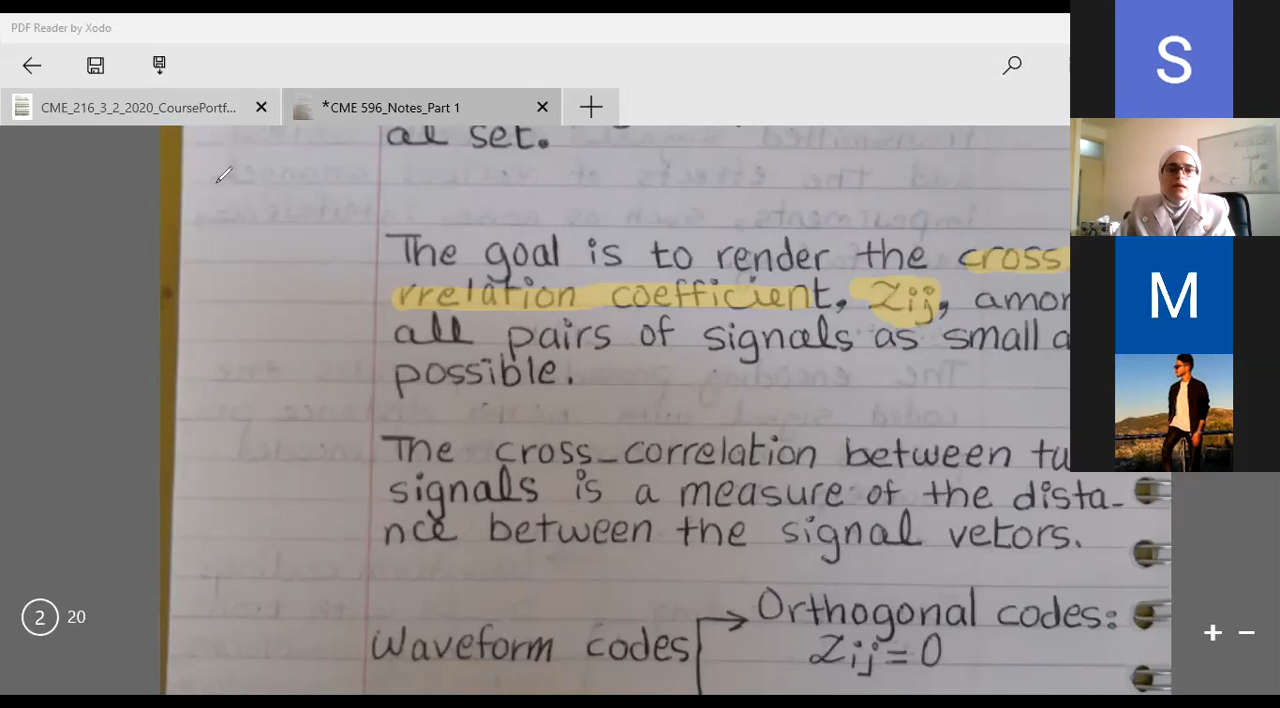 PDF Reader by Xodo
CME_216_3_2_2020_CoursePortf...
*CME 596_Notes_Part 1
al set.
The goal is to render the cross
rrelation coefficient, Zij, amon
all pairs of signals as small a
possible.
The cross-correlation between tw
signals is a measure of the dista-
nce between the signal vetors.
Orthogonal codes:
Waveform codes
Zij = 0
2 20
S
M